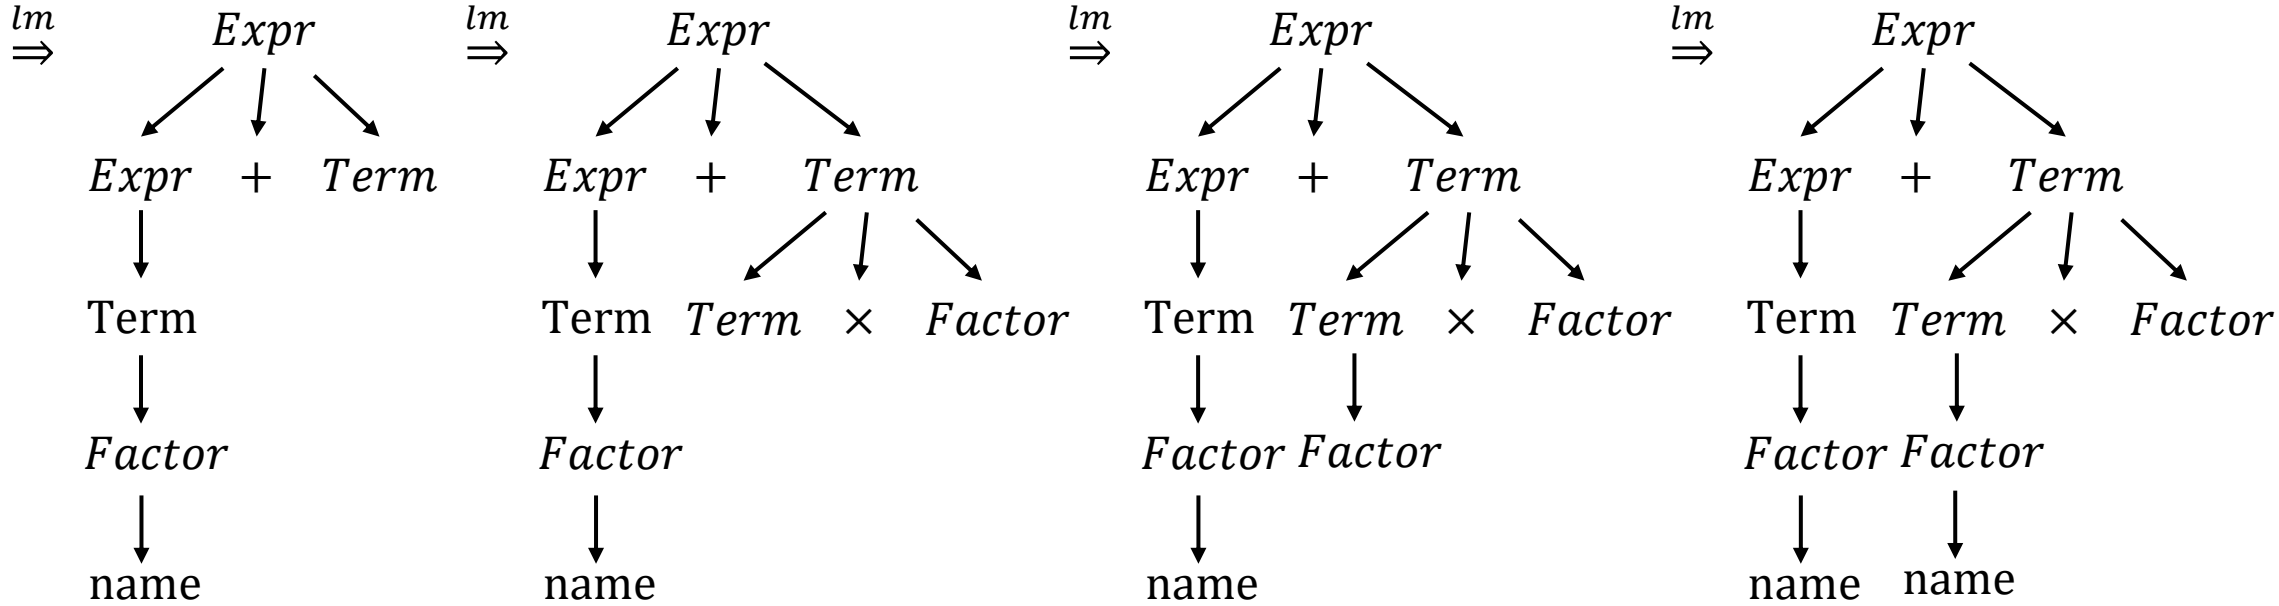 lm lm lm lm
⇒ Expr ⇒ Expr ⇒ Expr ⇒ Expr
Expr + Term Expr + Term Expr + Term Expr + Term
Term Term Term × Factor Term Term × Factor Term Term × Factor
Factor Factor Factor Factor Factor Factor
name name name name name